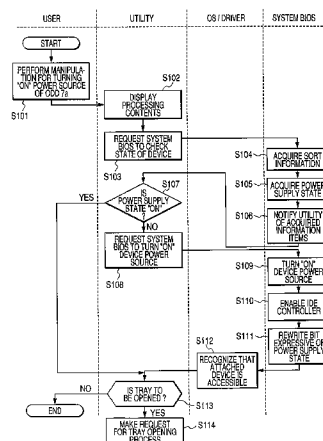 USER
UTILITY
OS / DRIVER
SYSTEM BIOS
START
PERFORM MANIPULA-
TION FOR TURNING
"ON" POWER SOURCE
OF ODD 7a
S101
S102
DISPLAY
PROCESSING
CONTENTS
REQUEST SYSTEM
BIOS TO CHECK
STATE OF DEVICE
S103
S104
ACQUIRE SORT
INFORMATION
S105
ACQUIRE POWER
SUPPLY STATE
S106
NOTIFY UTILITY
OF ACQUIRED
INFORMATION
ITEMS
S107
YES
IS
POWER SUPPLY
STATE "ON" ?
NO
REQUEST SYSTEM
BIOS TO TURN "ON"
DEVICE POWER
SOURCE
S108
S109
TURN "ON"
DEVICE POWER
SOURCE
S110
ENABLE IDE
CONTROLLER
S111
REWRITE BIT
EXPRESSIVE OF
POWER SUPPLY
STATE
S112
RECOGNIZE THAT
ATTACHED
DEVICE IS
ACCESSIBLE
NO
IS TRAY TO
BE OPENED ?
S113
END
YES
S114
MAKE REQUEST
FOR TRAY OPENING
PROCESS